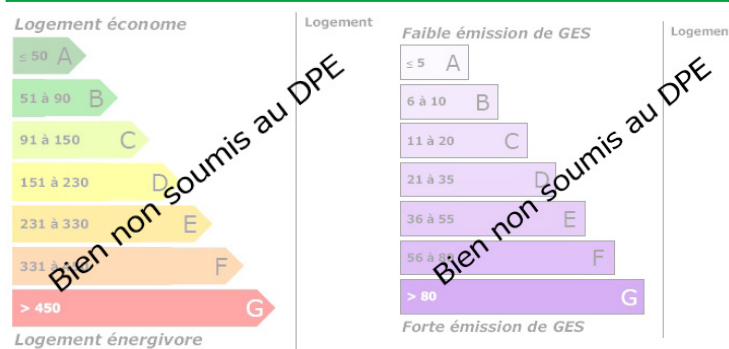 Logement économe
Logement
≤ 50 A
51 à 90 B
91 à 150 C
151 à 230 D
231 à 330 E
331 à F
> 450 G
Logement énergivore
Bien non soumis au DPE
Faible émission de GES
Logemen
≤ 5 A
6 à 10 B
11 à 20 C
21 à 35 D
36 à 55 E
56 à 80 F
> 80 G
Forte émission de GES
Bien non soumis au DPE